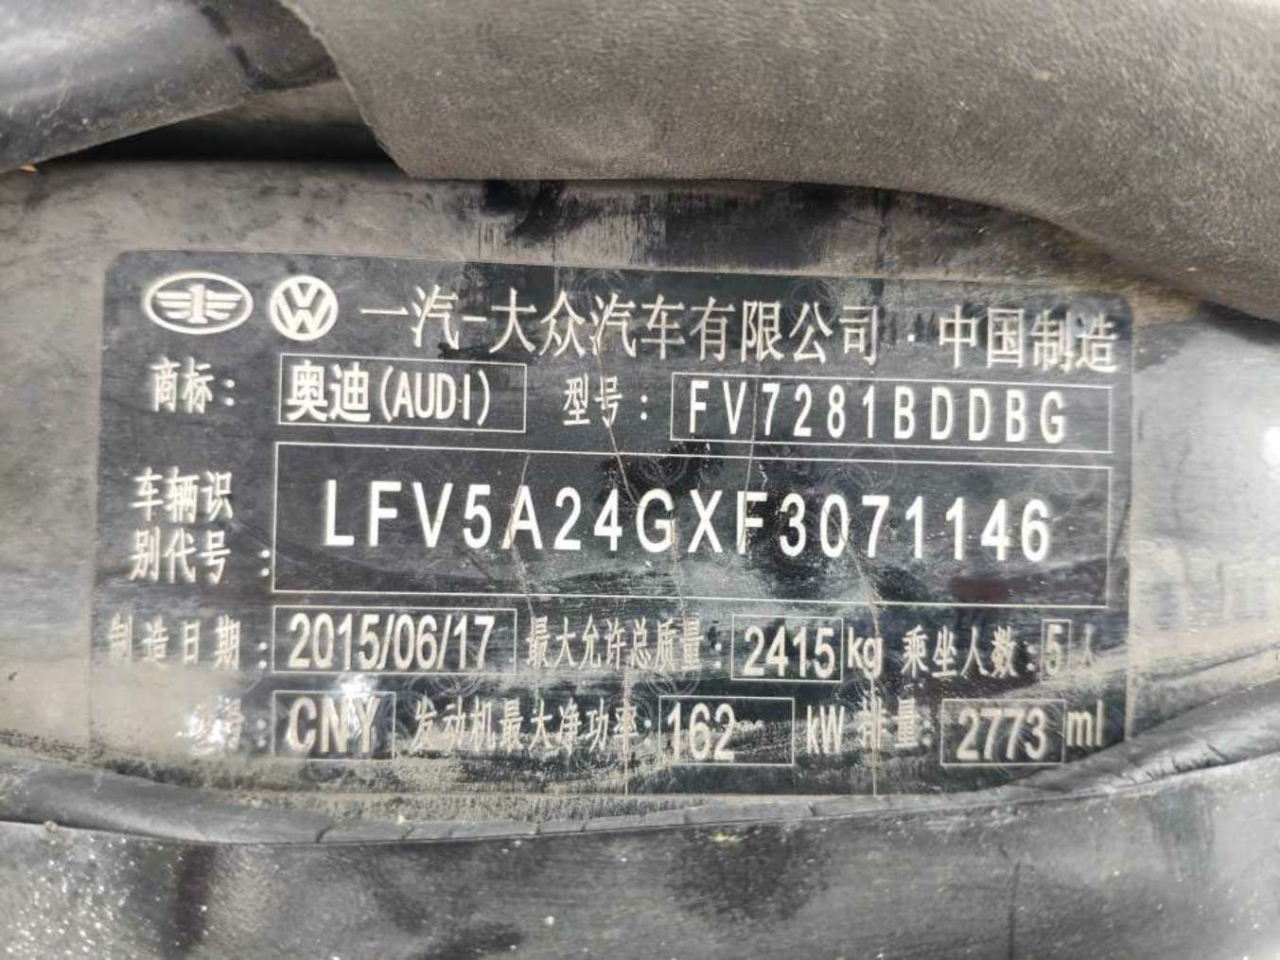 一汽-大众汽车有限公司·中国制造
商标: 奥迪(AUDI) 型号: FV7281BDDBG
车辆识别代号: LFV5A24GXF3071146
制造日期: 2015/06/17 最大允许总质量: 2415kg 乘坐人数: 5人
CNY 发动机最大净功率: 162 kW 排量: 2773 ml